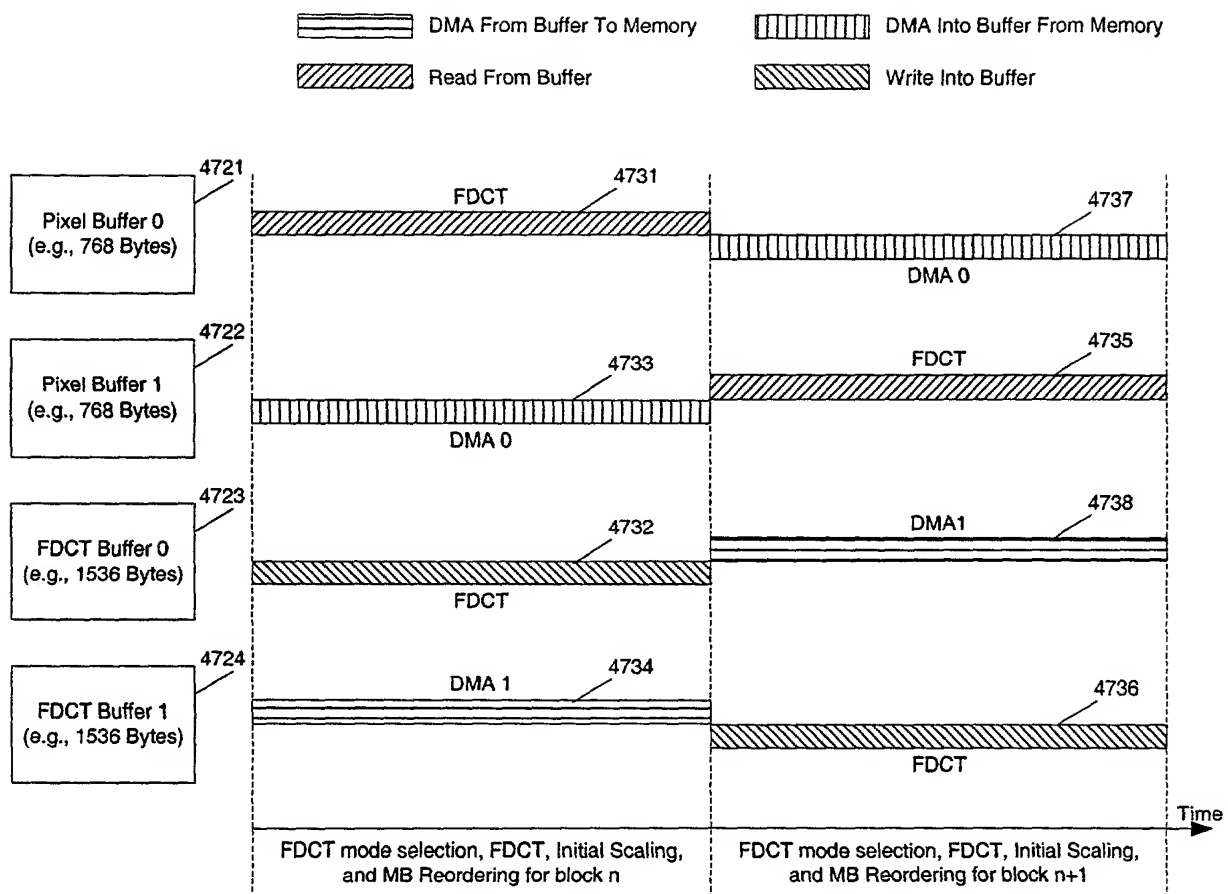 DMA From Buffer To Memory
DMA Into Buffer From Memory
Read From Buffer
Write Into Buffer
4721
Pixel Buffer 0
(e.g., 768 Bytes)
FDCT
4731
4737
DMA 0
4722
Pixel Buffer 1
(e.g., 768 Bytes)
4733
DMA 0
FDCT
4735
4723
FDCT Buffer 0
(e.g., 1536 Bytes)
4732
FDCT
DMA1
4738
4724
FDCT Buffer 1
(e.g., 1536 Bytes)
DMA 1
4734
4736
FDCT
Time
FDCT mode selection, FDCT, Initial Scaling,
and MB Reordering for block n
FDCT mode selection, FDCT, Initial Scaling,
and MB Reordering for block n+1